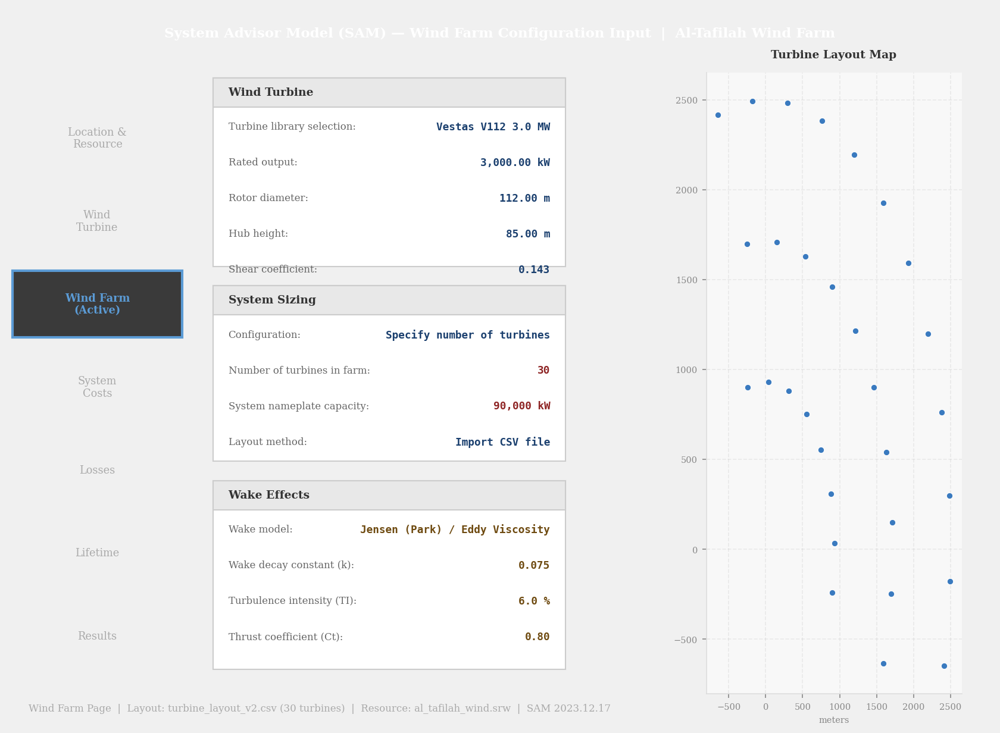 System Advisor Model (SAM) — Wind Farm Configuration Input | Al-Tafilah Wind Farm
Location &
Resource
Wind
Turbine
Wind Farm
(Active)
System
Costs
Losses
Lifetime
Results
Wind Turbine
Turbine library selection: Vestas V112 3.0 MW
Rated output: 3,000.00 kW
Rotor diameter: 112.00 m
Hub height: 85.00 m
Shear coefficient: 0.143
System Sizing
Configuration: Specify number of turbines
Number of turbines in farm: 30
System nameplate capacity: 90,000 kW
Layout method: Import CSV file
Wake Effects
Wake model: Jensen (Park) / Eddy Viscosity
Wake decay constant (k): 0.075
Turbulence intensity (TI): 6.0 %
Thrust coefficient (Ct): 0.80
Turbine Layout Map
2500
2000
1500
1000
500
0
−500
−500 0 500 1000 1500 2000 2500
meters
Wind Farm Page | Layout: turbine_layout_v2.csv (30 turbines) | Resource: al_tafilah_wind.srw | SAM 2023.12.17